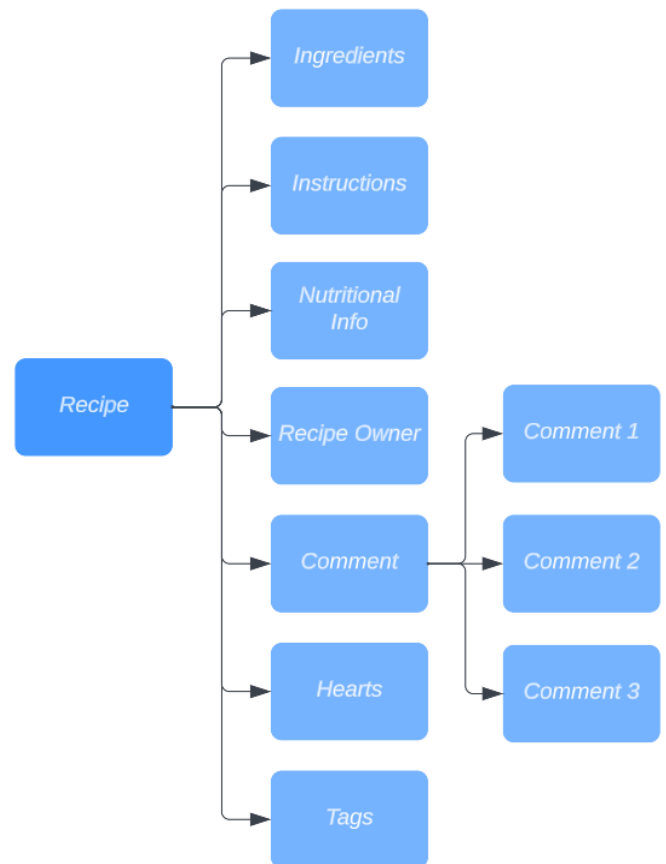 Ingredients
Instructions
Nutritional
Info
Recipe
Recipe Owner
Comment 1
Comment
Comment 2
Hearts
Comment 3
Tags